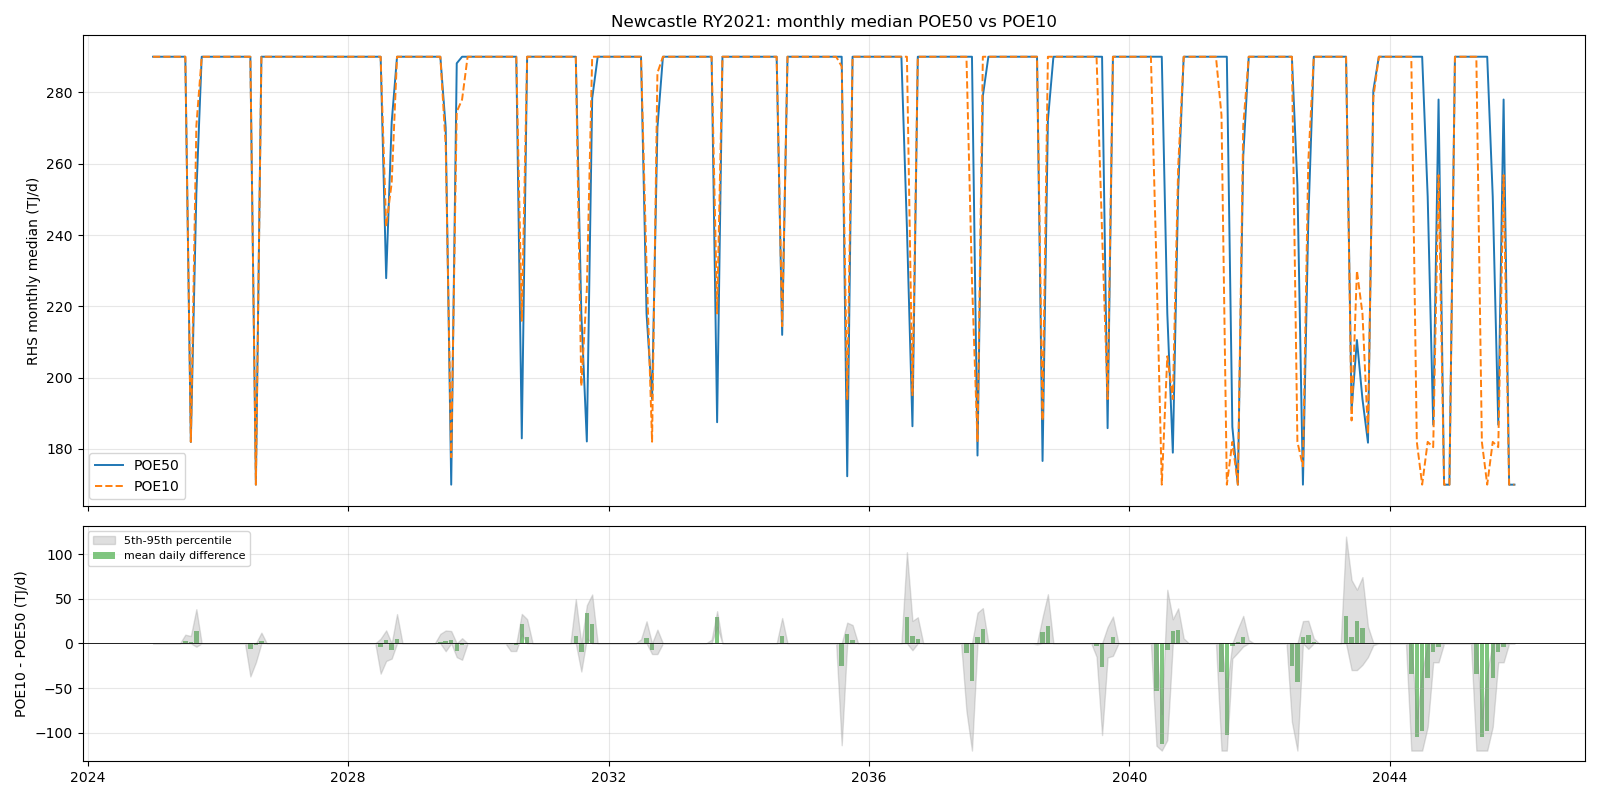 Newcastle RY2021: monthly median POE50 vs POE10
RHS monthly median (TJ/d)
280
260
240
220
200
180
POE50
POE10
POE10 - POE50 (TJ/d)
100
50
0
−50
−100
5th-95th percentile
mean daily difference
2024
2028
2032
2036
2040
2044